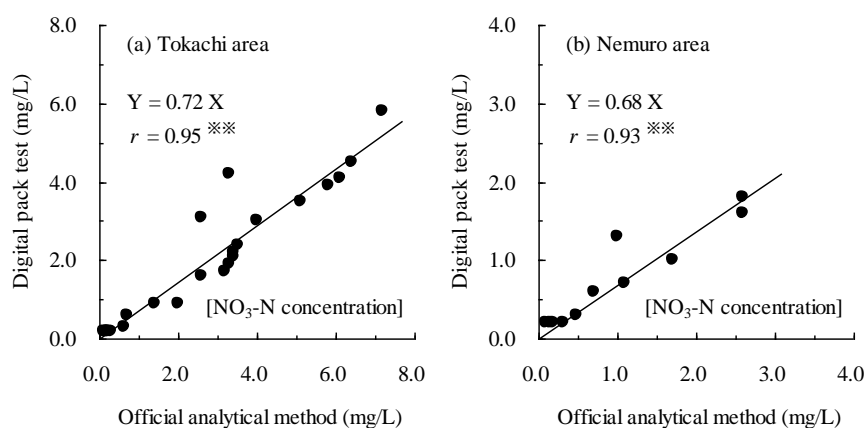 (a) Tokachi area
Y = 0.72 X
r = 0.95 ※※
[NO₃-N concentration]
Digital pack test (mg/L)
8.0
6.0
4.0
2.0
0.0
0.0 2.0 4.0 6.0 8.0
Official analytical method (mg/L)
(b) Nemuro area
Y = 0.68 X
r = 0.93 ※※
[NO₃-N concentration]
Digital pack test (mg/L)
4.0
3.0
2.0
1.0
0.0
0.0 1.0 2.0 3.0 4.0
Official analytical method (mg/L)